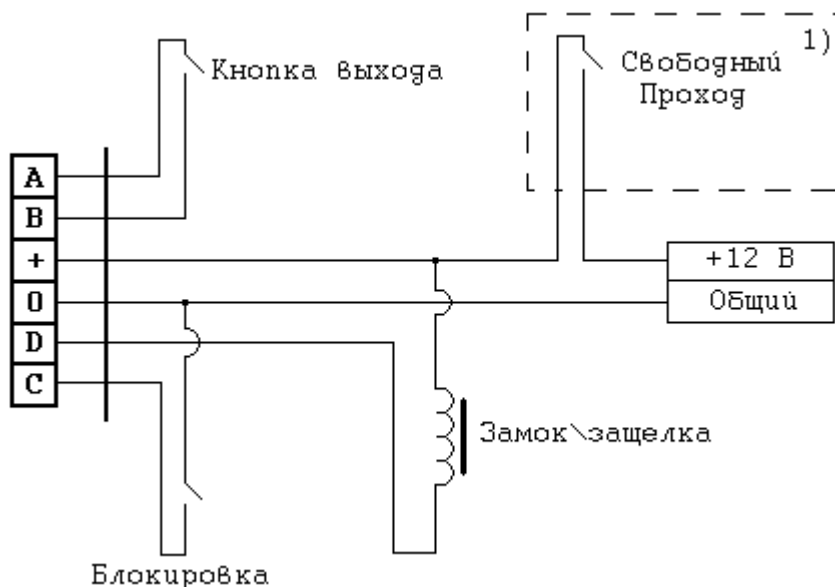 1)
Кнопка выхода
Свободный
Проход
A
B
+
0
D
C
+12 В
Общий
Замок\защелка
Блокировка